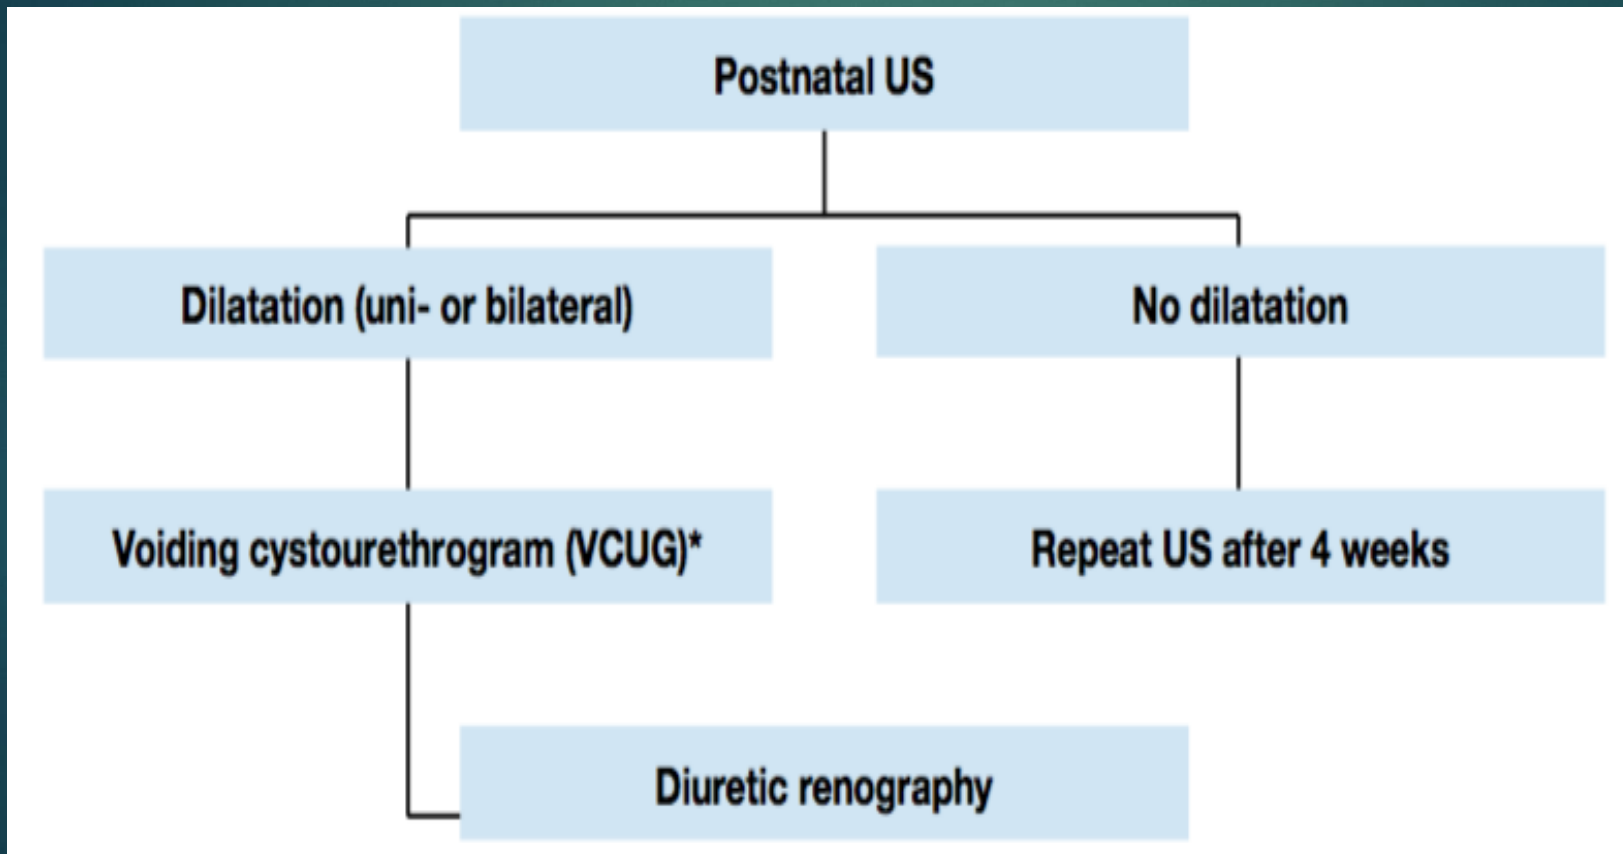 Postnatal US
Dilatation (uni- or bilateral)
No dilatation
Voiding cystourethrogram (VCUG)*
Repeat US after 4 weeks
Diuretic renography